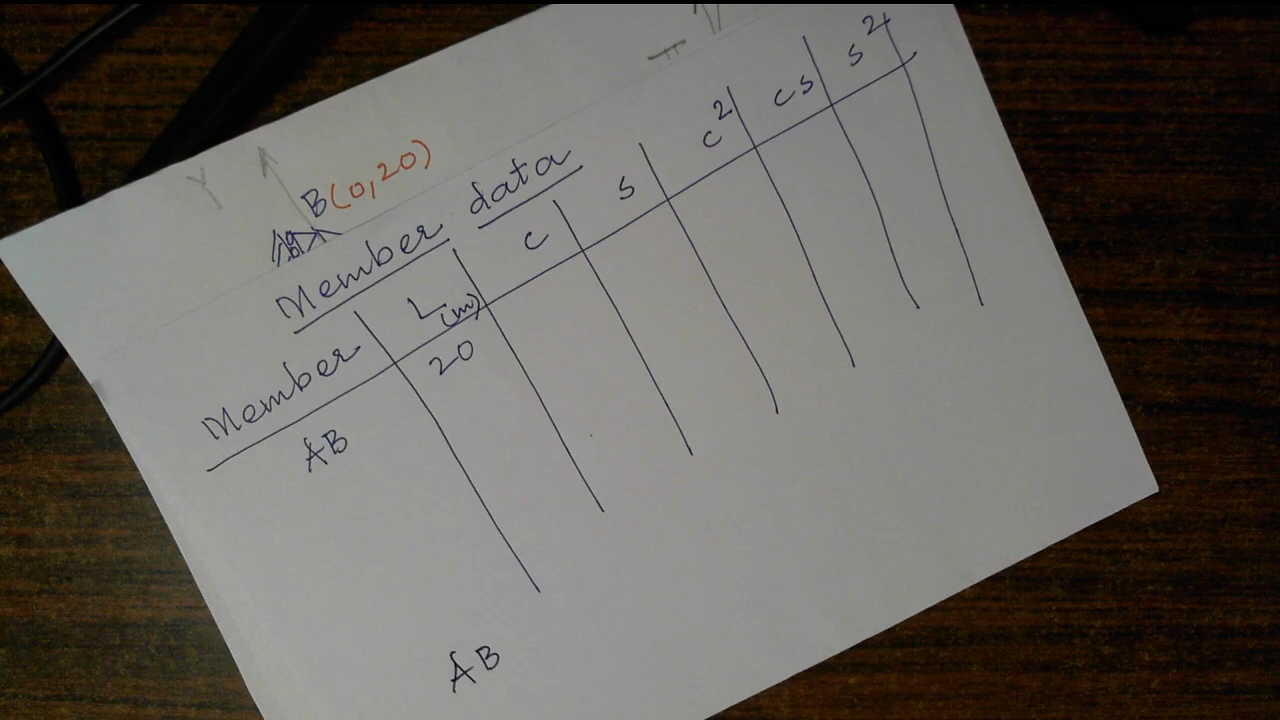 Y
B(0,20)
Member data
Member L(m) c s c² cs s²
AB 20
AB